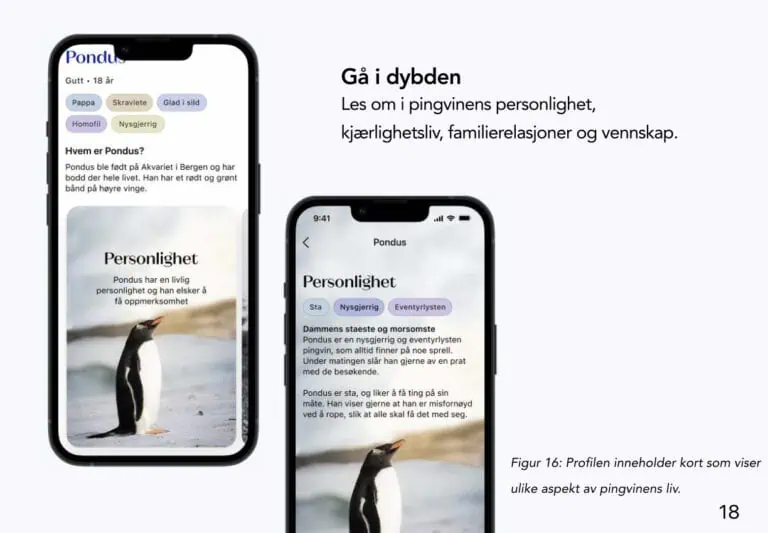 Pondus
Gutt • 18 år
Pappa
Skravlete
Glad i sild
Homofil
Nysgjerrig
Hvem er Pondus?
Pondus ble født på Akvariet i Bergen og har
bodd der hele livet. Han har et rødt og grønt
bånd på høyre vinge.
Personlighet
Pondus har en livlig
personlighet og han elsker å
få oppmerksomhet
Gå i dybden
Les om i pingvinens personlighet,
kjærlighetsliv, familierelasjoner og vennskap.
9:41
Pondus
Personlighet
Sta
Nysgjerrig
Eventyrlysten
Dammens staeste og morsomste
Pondus er en nysgjerrig og eventyrlysten
pingvin, som alltid finner på noe sprell.
Under matingen slår han gjerne av en prat
med de besøkende.
Pondus er sta, og liker å få ting på sin
måte. Han viser gjerne at han er misfornøyd
ved å rope, slik at alle skal få det med seg.
Figur 16: Profilen inneholder kort som viser
ulike aspekt av pingvinens liv.
18